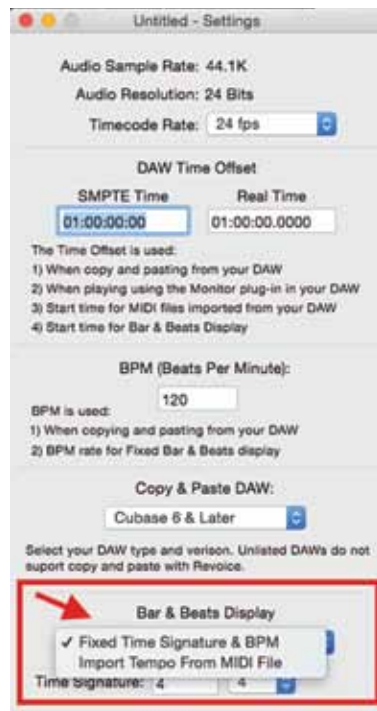 Untitled - Settings
Audio Sample Rate: 44.1K
Audio Resolution: 24 Bits
Timecode Rate: 24 fps
DAW Time Offset
SMPTE Time Real Time
01:00:00:00 01:00:00.0000
The Time Offset is used:
1) When copy and pasting from your DAW
2) When playing using the Monitor plug-in in your DAW
3) Start time for MIDI files imported from your DAW
4) Start time for Bar & Beats Display
BPM (Beats Per Minute):
120
BPM is used:
1) When copying and pasting from your DAW
2) BPM rate for Fixed Bar & Beats display
Copy & Paste DAW:
Cubase 6 & Later
Select your DAW type and verison. Unlisted DAWs do not
suport copy and paste with Revoice.
Bar & Beats Display
✓ Fixed Time Signature & BPM
Import Tempo From MIDI File
Time Signature: 4 4